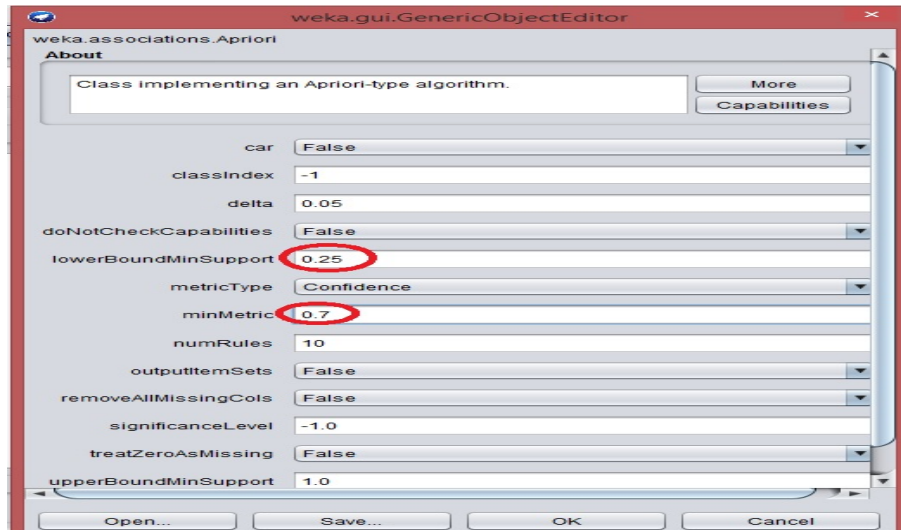 weka.gui.GenericObjectEditor
weka.associations.Apriori
About
Class implementing an Apriori-type algorithm.
More
Capabilities
car False
classIndex -1
delta 0.05
doNotCheckCapabilities False
lowerBoundMinSupport 0.25
metricType Confidence
minMetric 0.7
numRules 10
outputItemSets False
removeAllMissingCols False
significanceLevel -1.0
treatZeroAsMissing False
upperBoundMinSupport 1.0
Open... Save... OK Cancel